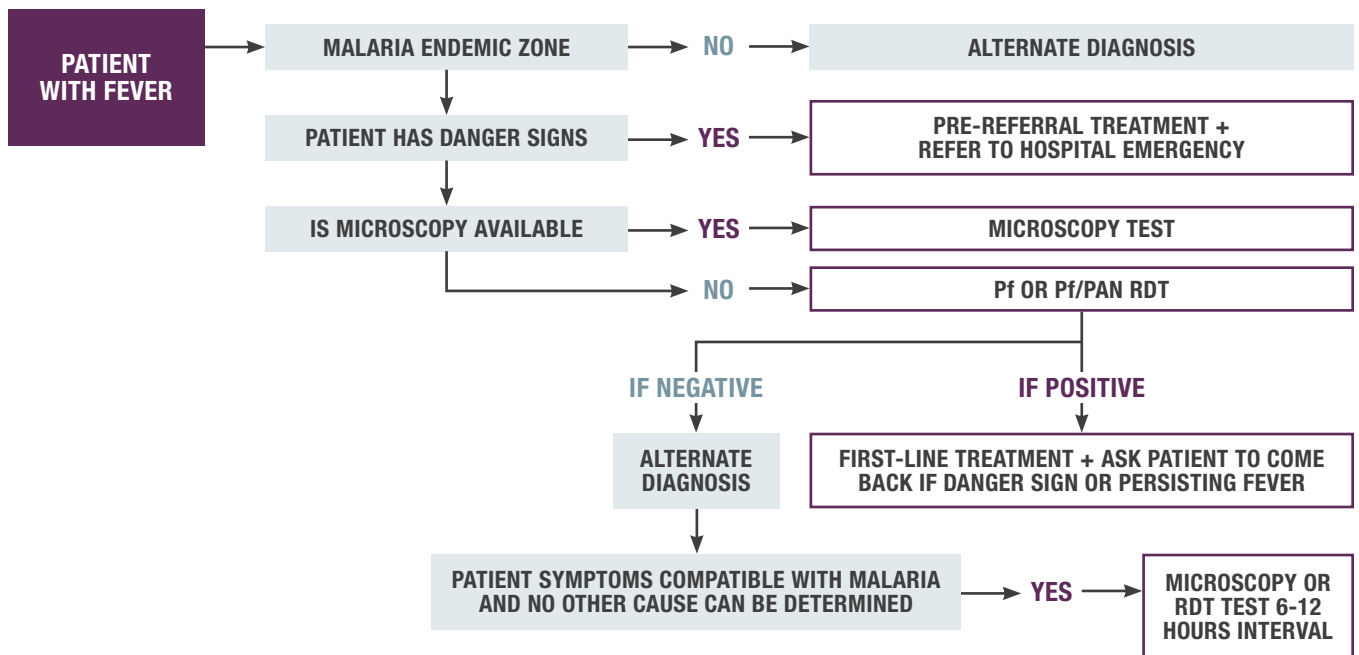 PATIENT
WITH FEVER
MALARIA ENDEMIC ZONE
NO
ALTERNATE DIAGNOSIS
PATIENT HAS DANGER SIGNS
YES
PRE-REFERRAL TREATMENT +
REFER TO HOSPITAL EMERGENCY
IS MICROSCOPY AVAILABLE
YES
MICROSCOPY TEST
NO
Pf OR Pf/PAN RDT
IF NEGATIVE
IF POSITIVE
ALTERNATE
DIAGNOSIS
FIRST-LINE TREATMENT + ASK PATIENT TO COME
BACK IF DANGER SIGN OR PERSISTING FEVER
PATIENT SYMPTOMS COMPATIBLE WITH MALARIA
AND NO OTHER CAUSE CAN BE DETERMINED
YES
MICROSCOPY OR
RDT TEST 6-12
HOURS INTERVAL